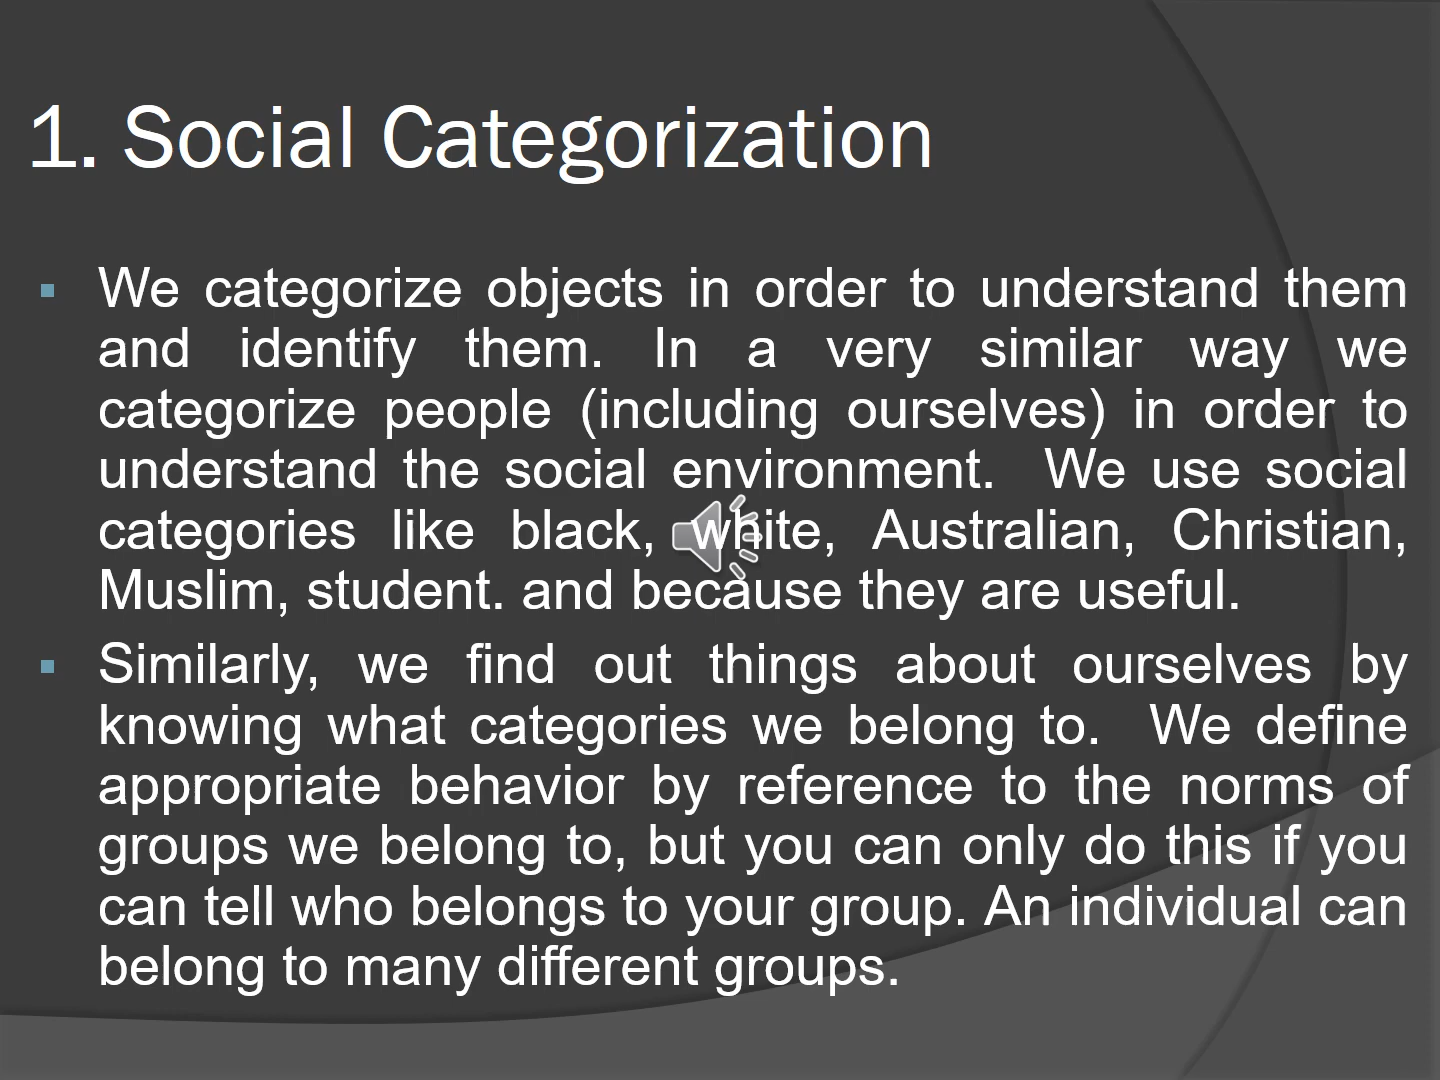 1. Social Categorization
We categorize objects in order to understand them
and identify them. In a very similar way we
categorize people (including ourselves) in order to
understand the social environment. We use social
categories like black, white, Australian, Christian,
Muslim, student. and because they are useful.
Similarly, we find out things about ourselves by
knowing what categories we belong to. We define
appropriate behavior by reference to the norms of
groups we belong to, but you can only do this if you
can tell who belongs to your group. An individual can
belong to many different groups.